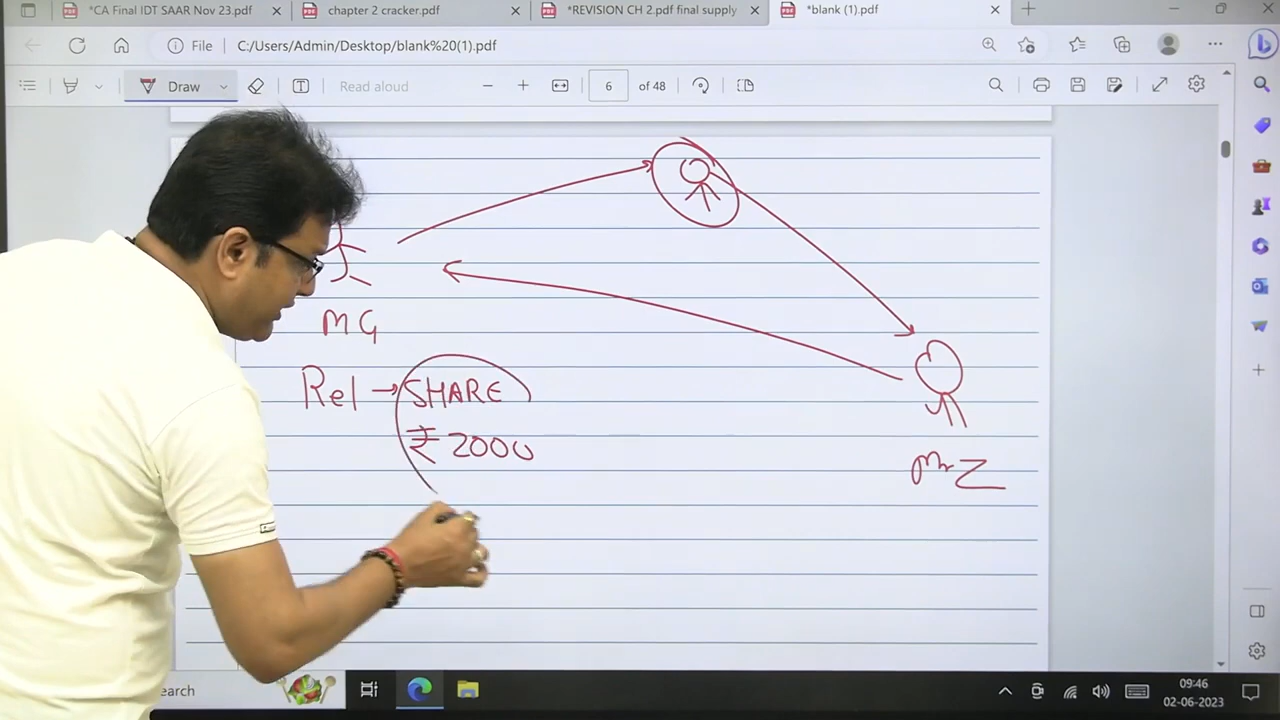 *CA Final IDT SAAR Nov 23.pdf
chapter 2 cracker.pdf
*REVISION CH 2.pdf final supply
*blank (1).pdf
File
C:/Users/Admin/Desktop/blank%20(1).pdf
Draw
Read aloud
6 of 48
MG
Rel → SHARE
₹ 2000
Mr Z
earch
09:46
02-06-2023